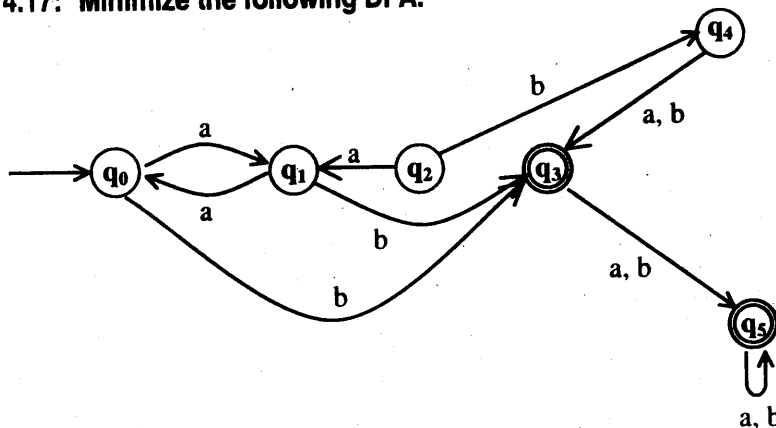 4.17: Minimize the following DFA.
q4
b
a, b
a
q0
q1
a
q2
q3
a
b
a, b
b
q5
a, b